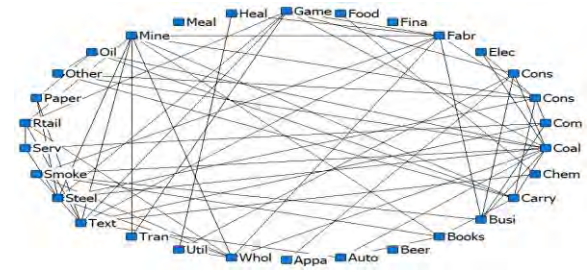 Heal
Game
Food
Meal
Fina
Mine
Fabr
Oil
Elec
Other
Cons
Paper
Cons
Rtail
Com
Serv
Coal
Smoke
Chem
Steel
Carry
Text
Busi
Tran
Books
Util
Beer
Whol
Appa
Auto